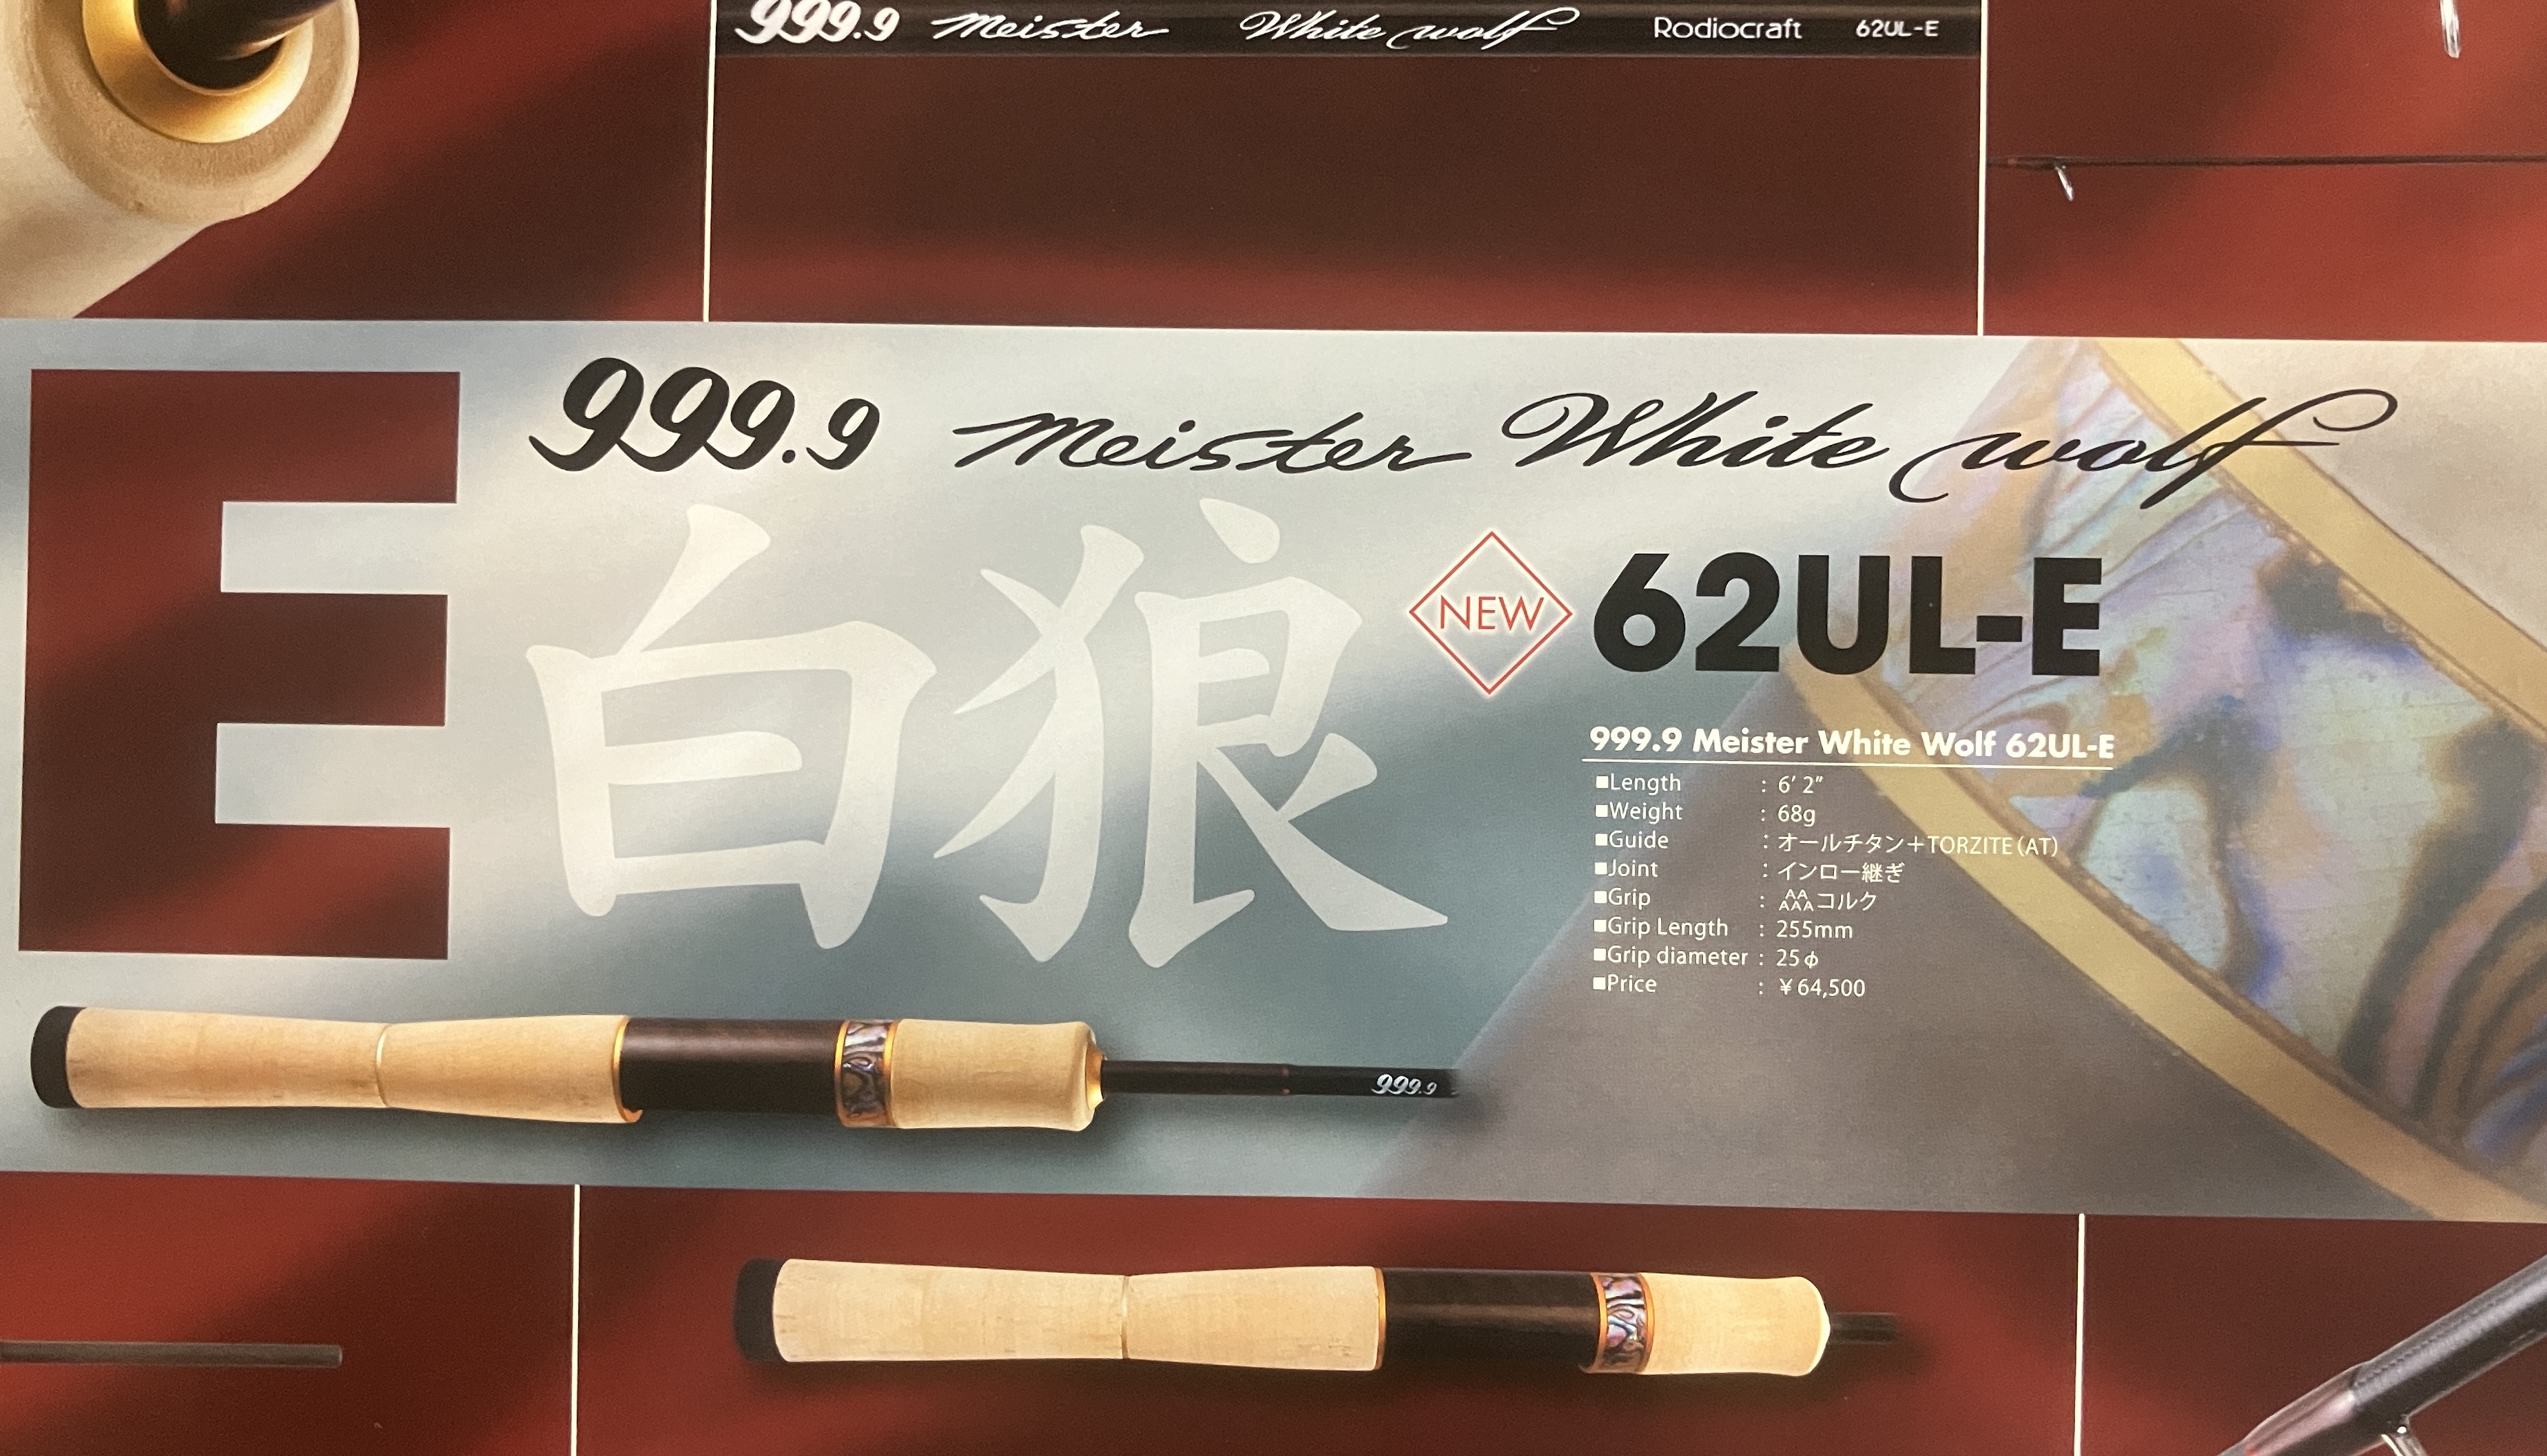 999.9 Meister White wolf Rodiocraft 62UL-E
E
999.9 Meister White wolf
白狼
NEW
62UL-E
999.9 Meister White Wolf 62UL-E
■Length : 6' 2"
■Weight : 68g
■Guide : オールチタン+TORZITE(AT)
■Joint : インロー継ぎ
■Grip : AAAAAコルク
■Grip Length : 255mm
■Grip diameter : 25φ
■Price : ¥64,500
999.9